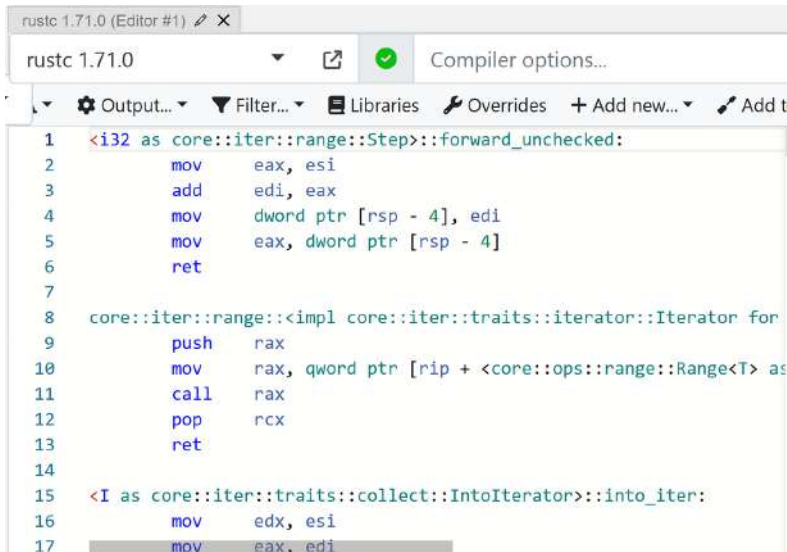 rustc 1.71.0 (Editor #1)
rustc 1.71.0 Compiler options...
Output... Filter... Libraries Overrides + Add new... Add t
1 <i32 as core::iter::range::Step>::forward_unchecked:
2 mov eax, esi
3 add edi, eax
4 mov dword ptr [rsp - 4], edi
5 mov eax, dword ptr [rsp - 4]
6 ret
7
8 core::iter::range::<impl core::iter::traits::iterator::Iterator for
9 push rax
10 mov rax, qword ptr [rip + <core::ops::range::Range<T> as
11 call rax
12 pop rcx
13 ret
14
15 <I as core::iter::traits::collect::IntoIterator>::into_iter:
16 mov edx, esi
17 mov eax, edi